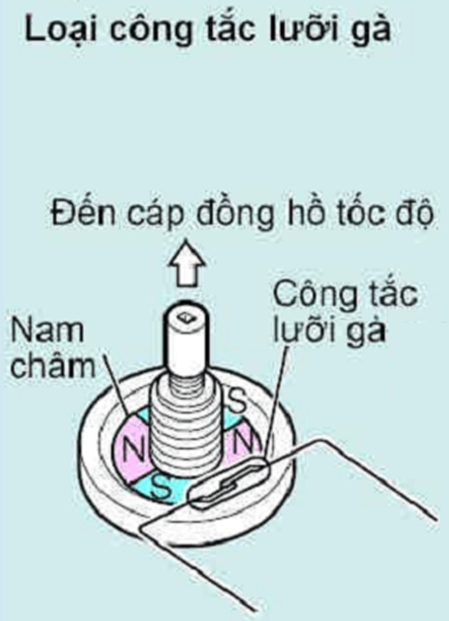 Loại công tắc lưỡi gà
Đến cáp đồng hồ tốc độ
Công tắc
lưỡi gà
Nam
châm
S
N
N
S